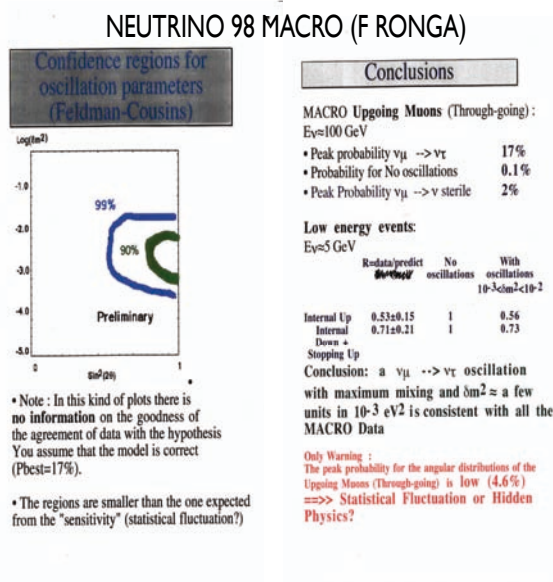 NEUTRINO 98 MACRO (F RONGA)
Confidence regions for
oscillation parameters
(Feldman-Cousins)
Log(δm2)
-1.0
99%
-2.0
90%
-3.0
-4.0
Preliminary
-5.0
0
1
Sin²(2θ)
• Note : In this kind of plots there is
no information on the goodness of
the agreement of data with the hypothesis
You assume that the model is correct
(Pbest=17%).
• The regions are smaller than the one expected
from the "sensitivity" (statistical fluctuation?)
Conclusions
MACRO Upgoing Muons (Through-going) :
Eν≈100 GeV
• Peak probability νμ --> ντ 17%
• Probability for No oscillations 0.1%
• Peak Probability νμ --> ν sterile 2%
Low energy events:
Eν≈5 GeV
R=data/predict No With
oscillations oscillations
10-3<δm2<10-2
Internal Up 0.53±0.15 1 0.56
Internal 0.71±0.21 1 0.73
Down +
Stopping Up
Conclusion: a νμ --> ντ oscillation
with maximum mixing and δm2 ≈ a few
units in 10-3 eV2 is consistent with all the
MACRO Data
Only Warning :
The peak probability for the angular distributions of the
Upgoing Muons (Through-going) is low (4.6%)
==>> Statistical Fluctuation or Hidden
Physics?